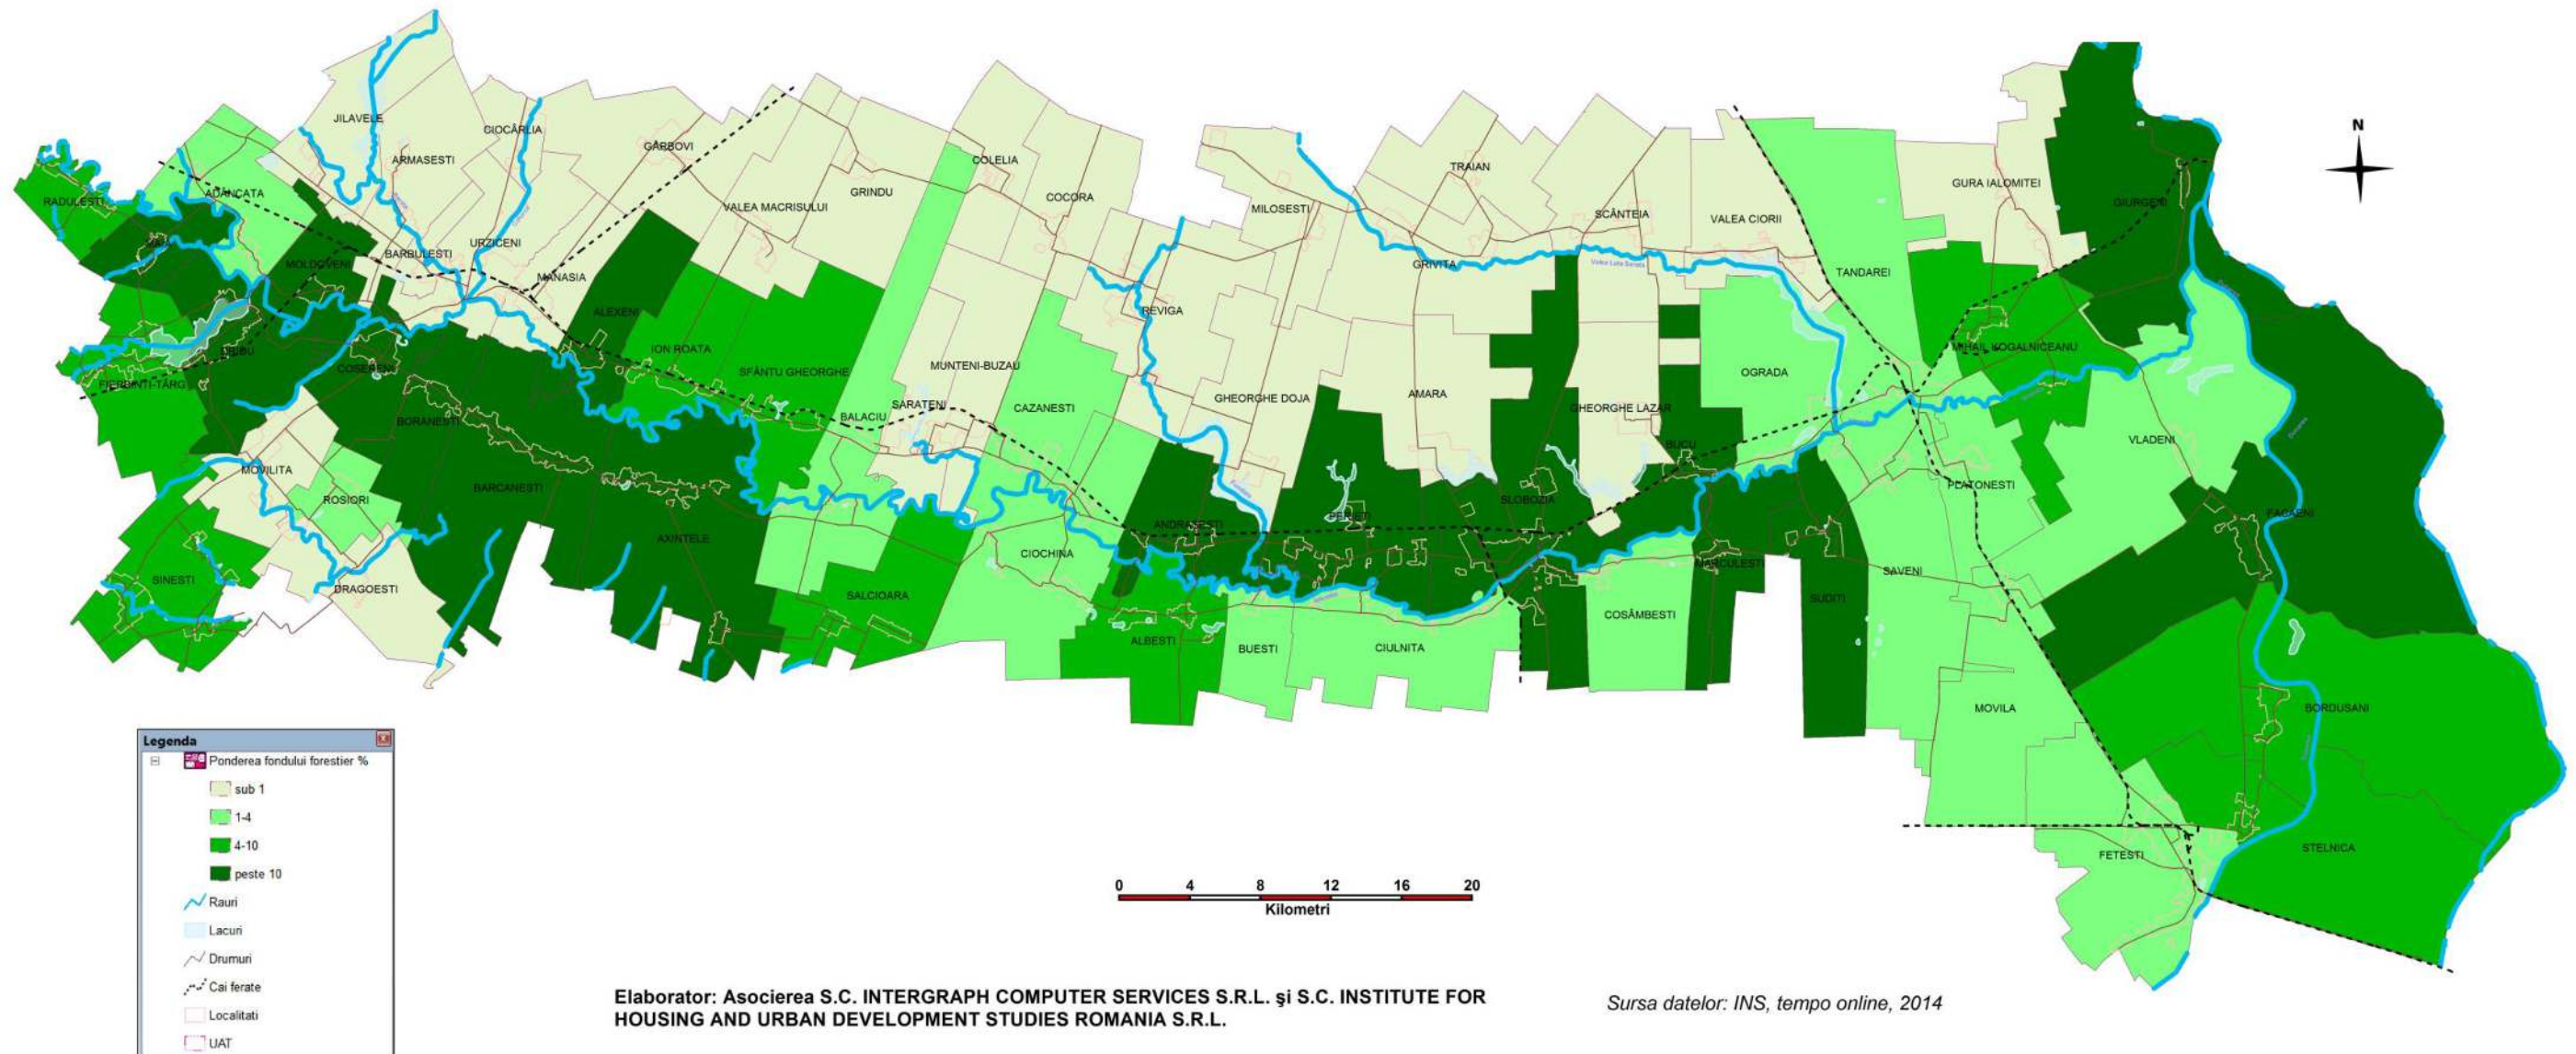 N
JILAVELE
CIOCÂRLIA
GÂRBOVI
ARMASESTI
COLELIA
TRAIAN
GURA IALOMITEI
ADÂNCATA
GRINDU
COCORA
RADULESTI
VALEA MACRISULUI
MILOSESTI
SCÂNTEIA
VALEA CIORII
GIURGENI
URZICENI
BARBULESTI
MOLDOVENI
MANASIA
GRIVITA
Valea Lata Sarata
TANDAREI
ALEXENI
REVIGA
ION ROATA
DRIDU
MIHAIL KOGALNICEANU
COSERENI
SFÂNTU GHEORGHE
MUNTENI-BUZAU
OGRADA
FIERBINTI-TÂRG
GHEORGHE DOJA
AMARA
SARATENI
CAZANESTI
GHEORGHE LAZAR
BORANESTI
BALACIU
BUCU
VLADENI
MOVILITA
BARCANESTI
PLATONESTI
ROSIORI
SLOBOZIA
ANDRASESTI
FACAENI
AXINTELE
CIOCHINA
MARCULESTI
SAVENI
SINESTI
DRAGOESTI
SALCIOARA
SUDITI
COSÂMBESTI
ALBESTI
BUESTI
CIULNITA
MOVILA
BORDUSANI
FETESTI
STELNICA
Legenda
Ponderea fondului forestier %
sub 1
1-4
4-10
peste 10
Rauri
Lacuri
Drumuri
Cai ferate
Localitati
UAT
0 4 8 12 16 20
Kilometri
Elaborator: Asocierea S.C. INTERGRAPH COMPUTER SERVICES S.R.L. şi S.C. INSTITUTE FOR
HOUSING AND URBAN DEVELOPMENT STUDIES ROMANIA S.R.L.
Sursa datelor: INS, tempo online, 2014